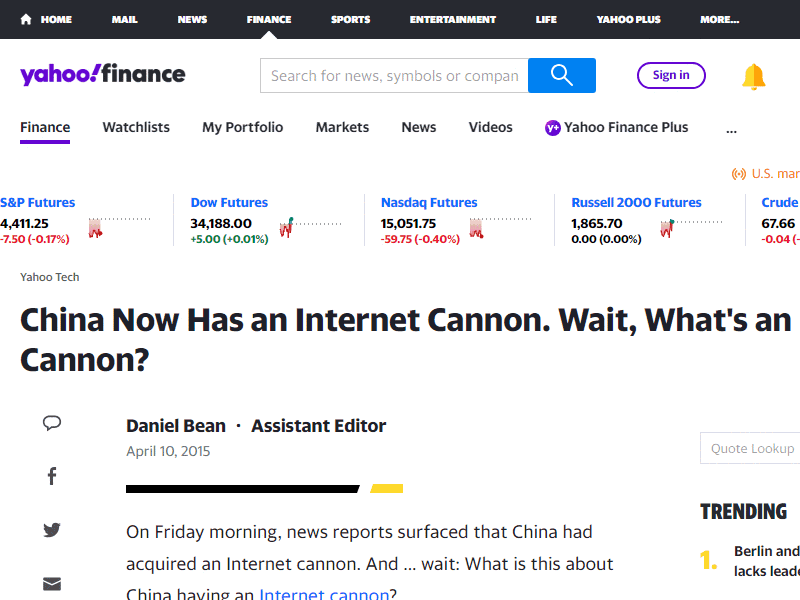 HOME MAIL NEWS FINANCE SPORTS ENTERTAINMENT LIFE YAHOO PLUS MORE...
yahoo!finance
Search for news, symbols or compan
Sign in
Finance Watchlists My Portfolio Markets News Videos Y+ Yahoo Finance Plus ...
U.S. mar
S&P Futures Dow Futures Nasdaq Futures Russell 2000 Futures Crude
4,411.25 34,188.00 15,051.75 1,865.70 67.66
-7.50 (-0.17%) +5.00 (+0.01%) -59.75 (-0.40%) 0.00 (0.00%) -0.04 (-
Yahoo Tech
China Now Has an Internet Cannon. Wait, What's an
Cannon?
Daniel Bean · Assistant Editor
April 10, 2015
Quote Lookup
On Friday morning, news reports surfaced that China had
acquired an Internet cannon. And ... wait: What is this about
China having an Internet cannon?
TRENDING
1. Berlin and
lacks leade